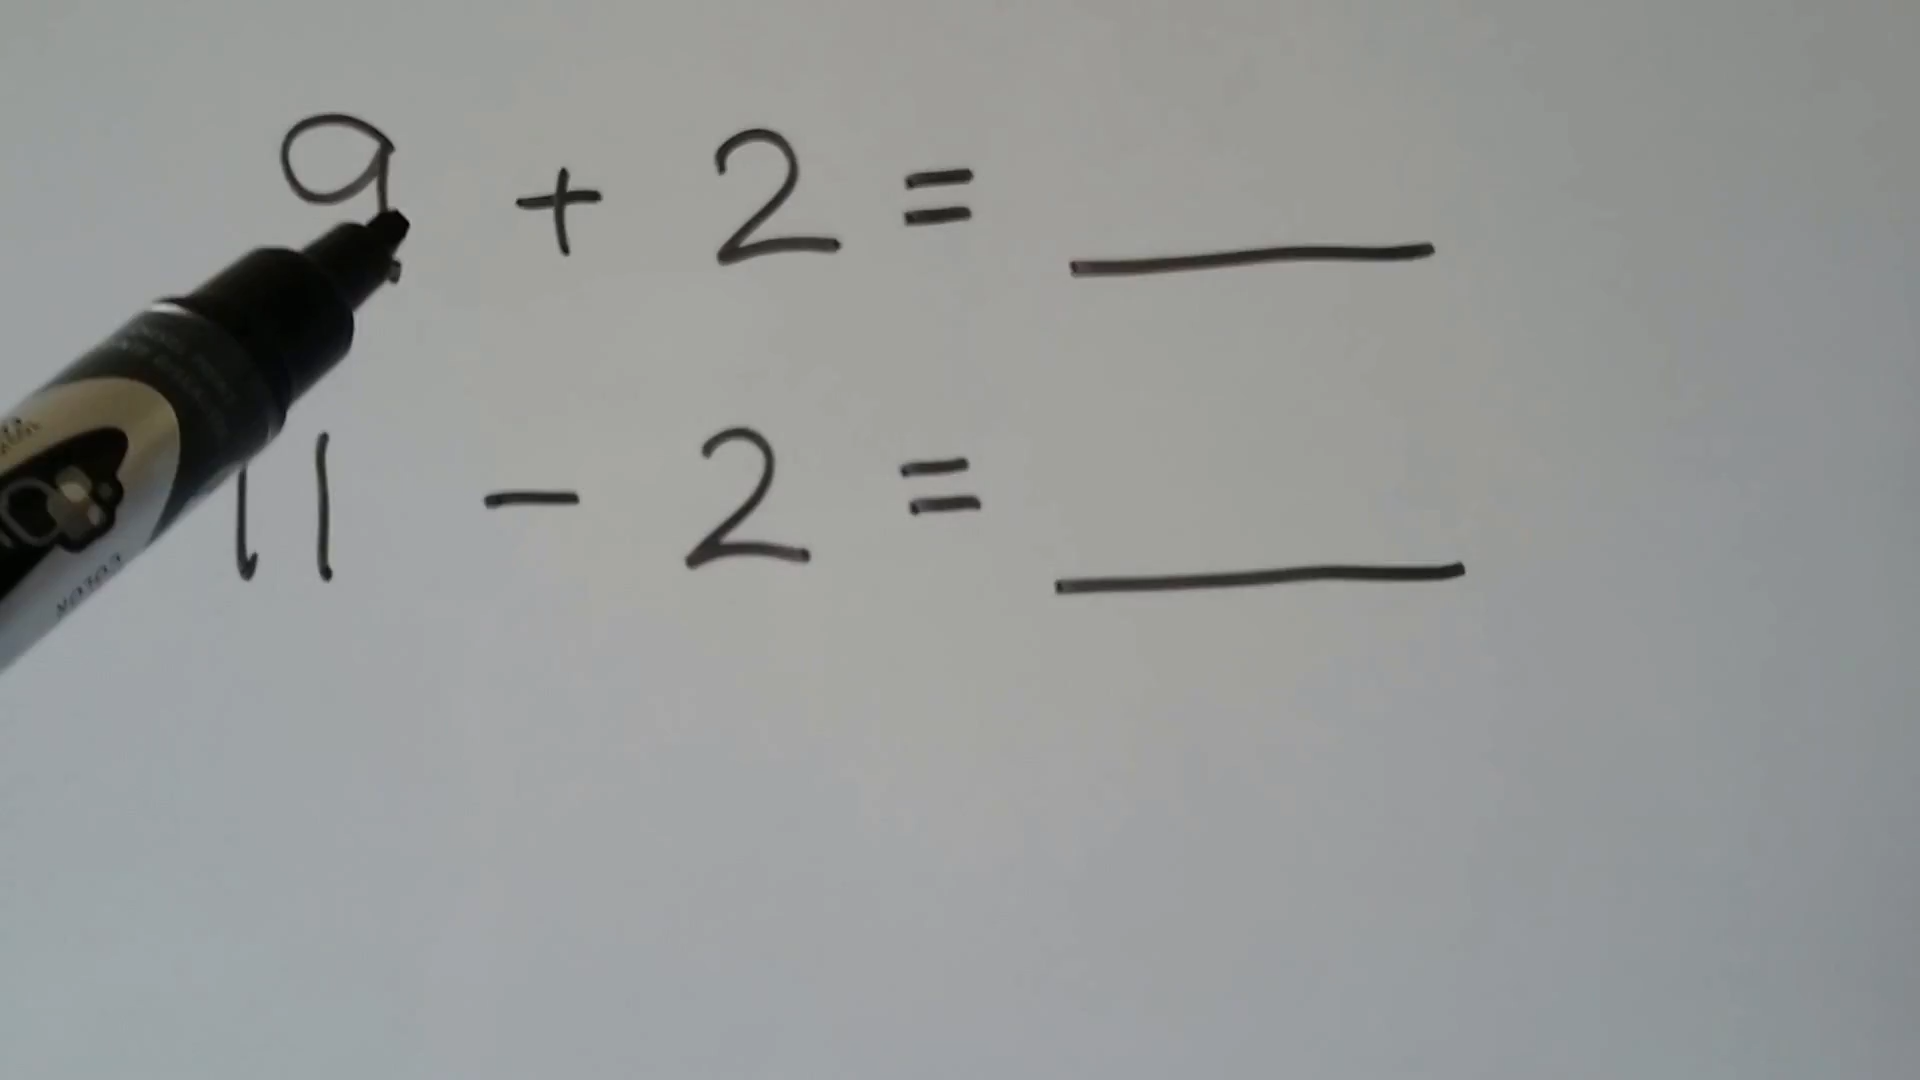 9 + 2 = ____
11 - 2 = ____